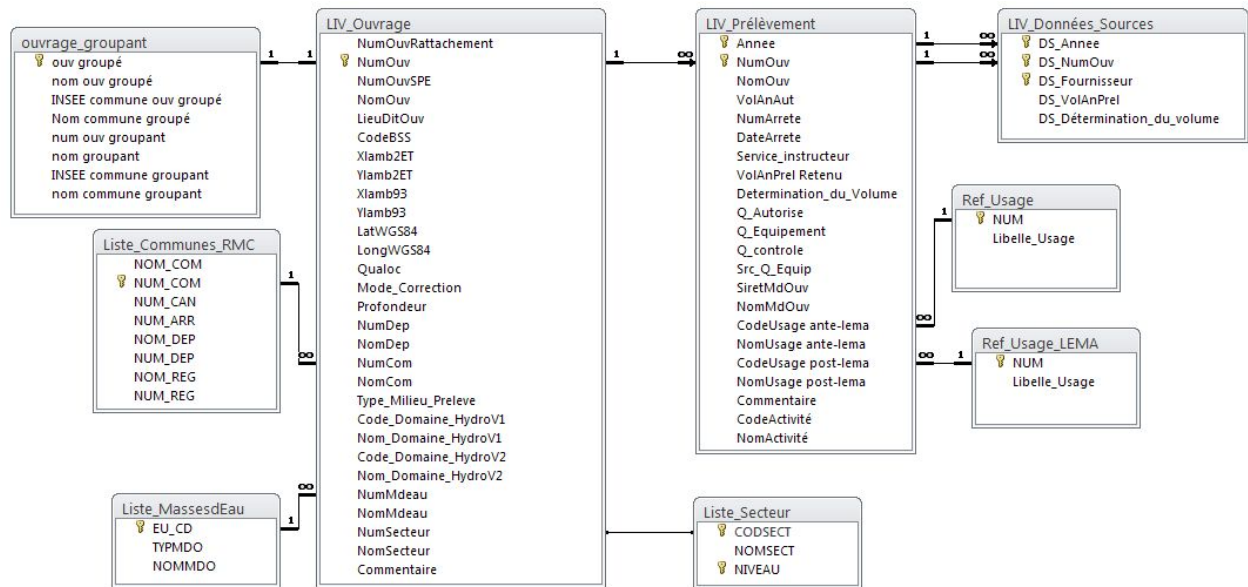 ouvrage_groupant
ouv groupé
nom ouv groupé
INSEE commune ouv groupé
Nom commune groupé
num ouv groupant
nom groupant
INSEE commune groupant
nom commune groupant
1
1
LIV_Ouvrage
NumOuvRattachement
NumOuv
NumOuvSPE
NomOuv
LieuDitOuv
CodeBSS
Xlamb2ET
Ylamb2ET
Xlamb93
Ylamb93
LatWGS84
LongWGS84
Qualoc
Mode_Correction
Profondeur
NumDep
NomDep
NumCom
NomCom
Type_Milieu_Preleve
Code_Domaine_HydroV1
Nom_Domaine_HydroV1
Code_Domaine_HydroV2
Nom_Domaine_HydroV2
NumMdeau
NomMdeau
NumSecteur
NomSecteur
Commentaire
1
∞
LIV_Prélèvement
Annee
NumOuv
NomOuv
VolAnAut
NumArrete
DateArrete
Service_instructeur
VolAnPrel Retenu
Determination_du_Volume
Q_Autorise
Q_Equipement
Q_controle
Src_Q_Equip
SiretMdOuv
NomMdOuv
CodeUsage ante-lema
NomUsage ante-lema
CodeUsage post-lema
NomUsage post-lema
Commentaire
CodeActivité
NomActivité
1
∞
1
∞
LIV_Données_Sources
DS_Annee
DS_NumOuv
DS_Fournisseur
DS_VolAnPrel
DS_Détermination_du_volume
Ref_Usage
NUM
Libelle_Usage
1
∞
Ref_Usage_LEMA
NUM
Libelle_Usage
∞
1
Liste_Communes_RMC
NOM_COM
NUM_COM
NUM_CAN
NUM_ARR
NOM_DEP
NUM_DEP
NOM_REG
NUM_REG
1
∞
Liste_MassesdEau
EU_CD
TYPMDO
NOMMDO
1
∞
Liste_Secteur
CODSECT
NOMSECT
NIVEAU